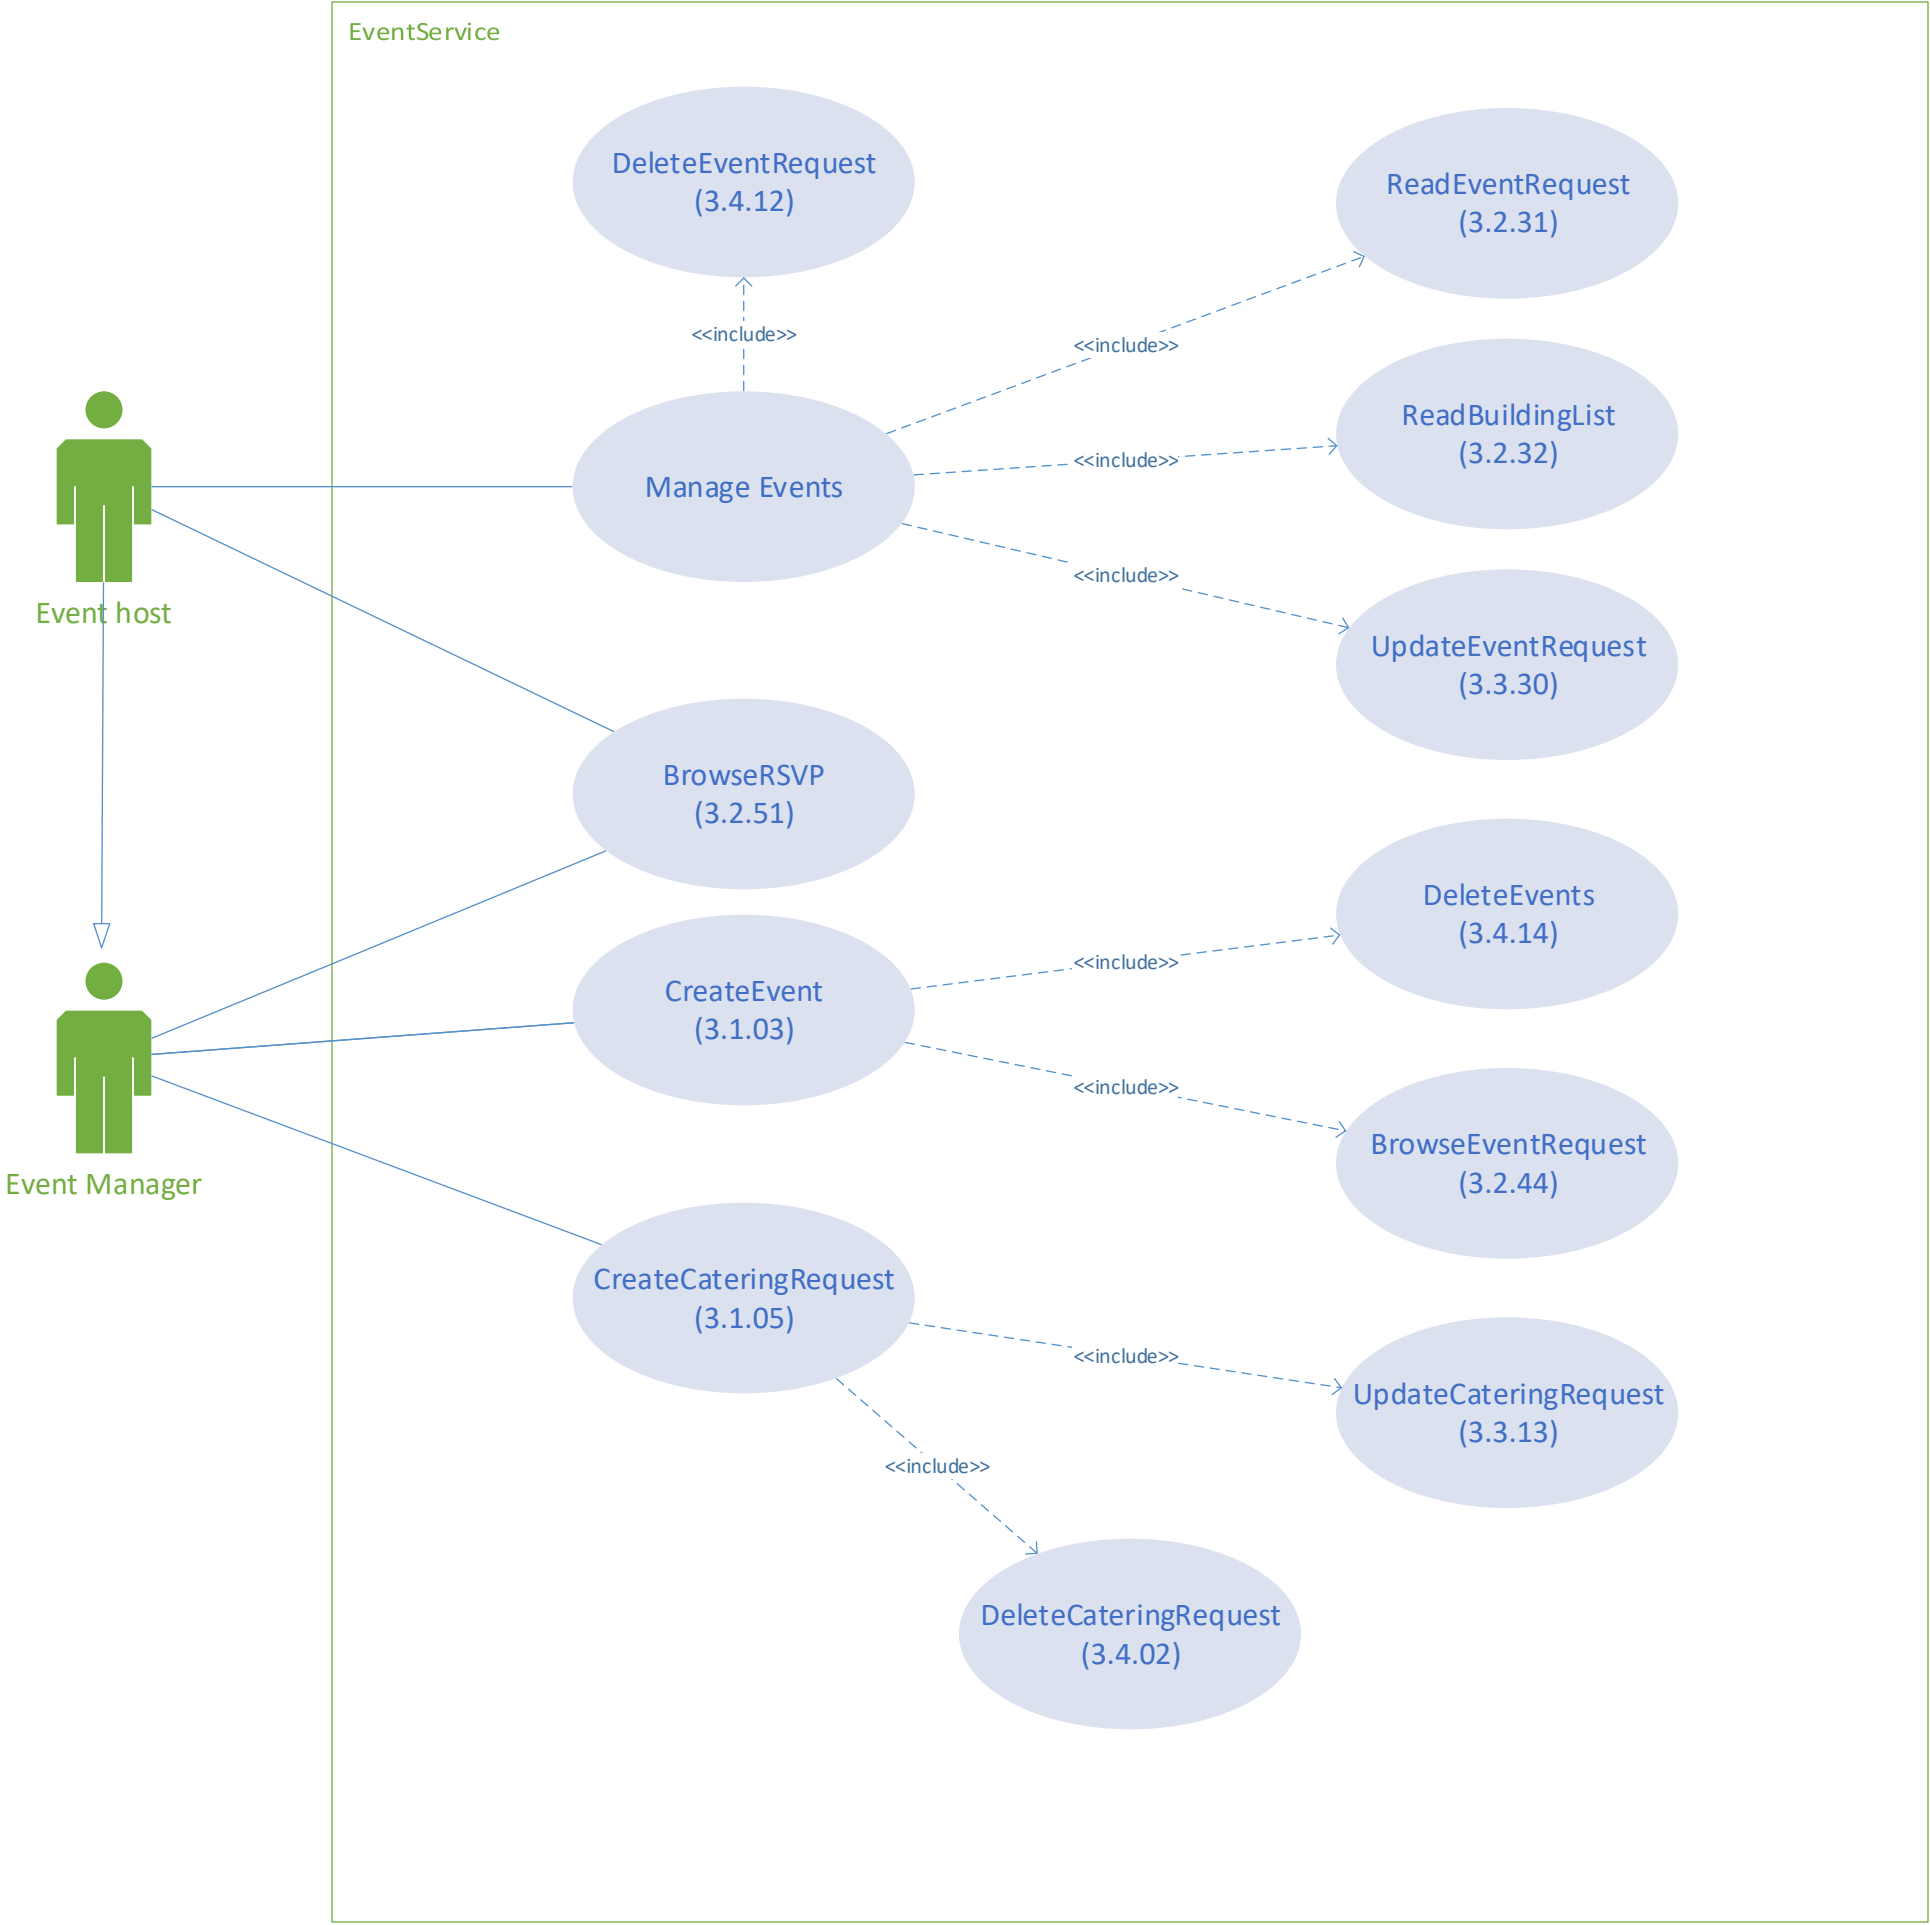 EventService
DeleteEventRequest
(3.4.12)
ReadEventRequest
(3.2.31)
<<include>>
<<include>>
ReadBuildingList
(3.2.32)
<<include>>
Manage Events
<<include>>
Event host
UpdateEventRequest
(3.3.30)
BrowseRSVP
(3.2.51)
DeleteEvents
(3.4.14)
<<include>>
CreateEvent
(3.1.03)
<<include>>
BrowseEventRequest
(3.2.44)
Event Manager
CreateCateringRequest
(3.1.05)
<<include>>
UpdateCateringRequest
(3.3.13)
<<include>>
DeleteCateringRequest
(3.4.02)